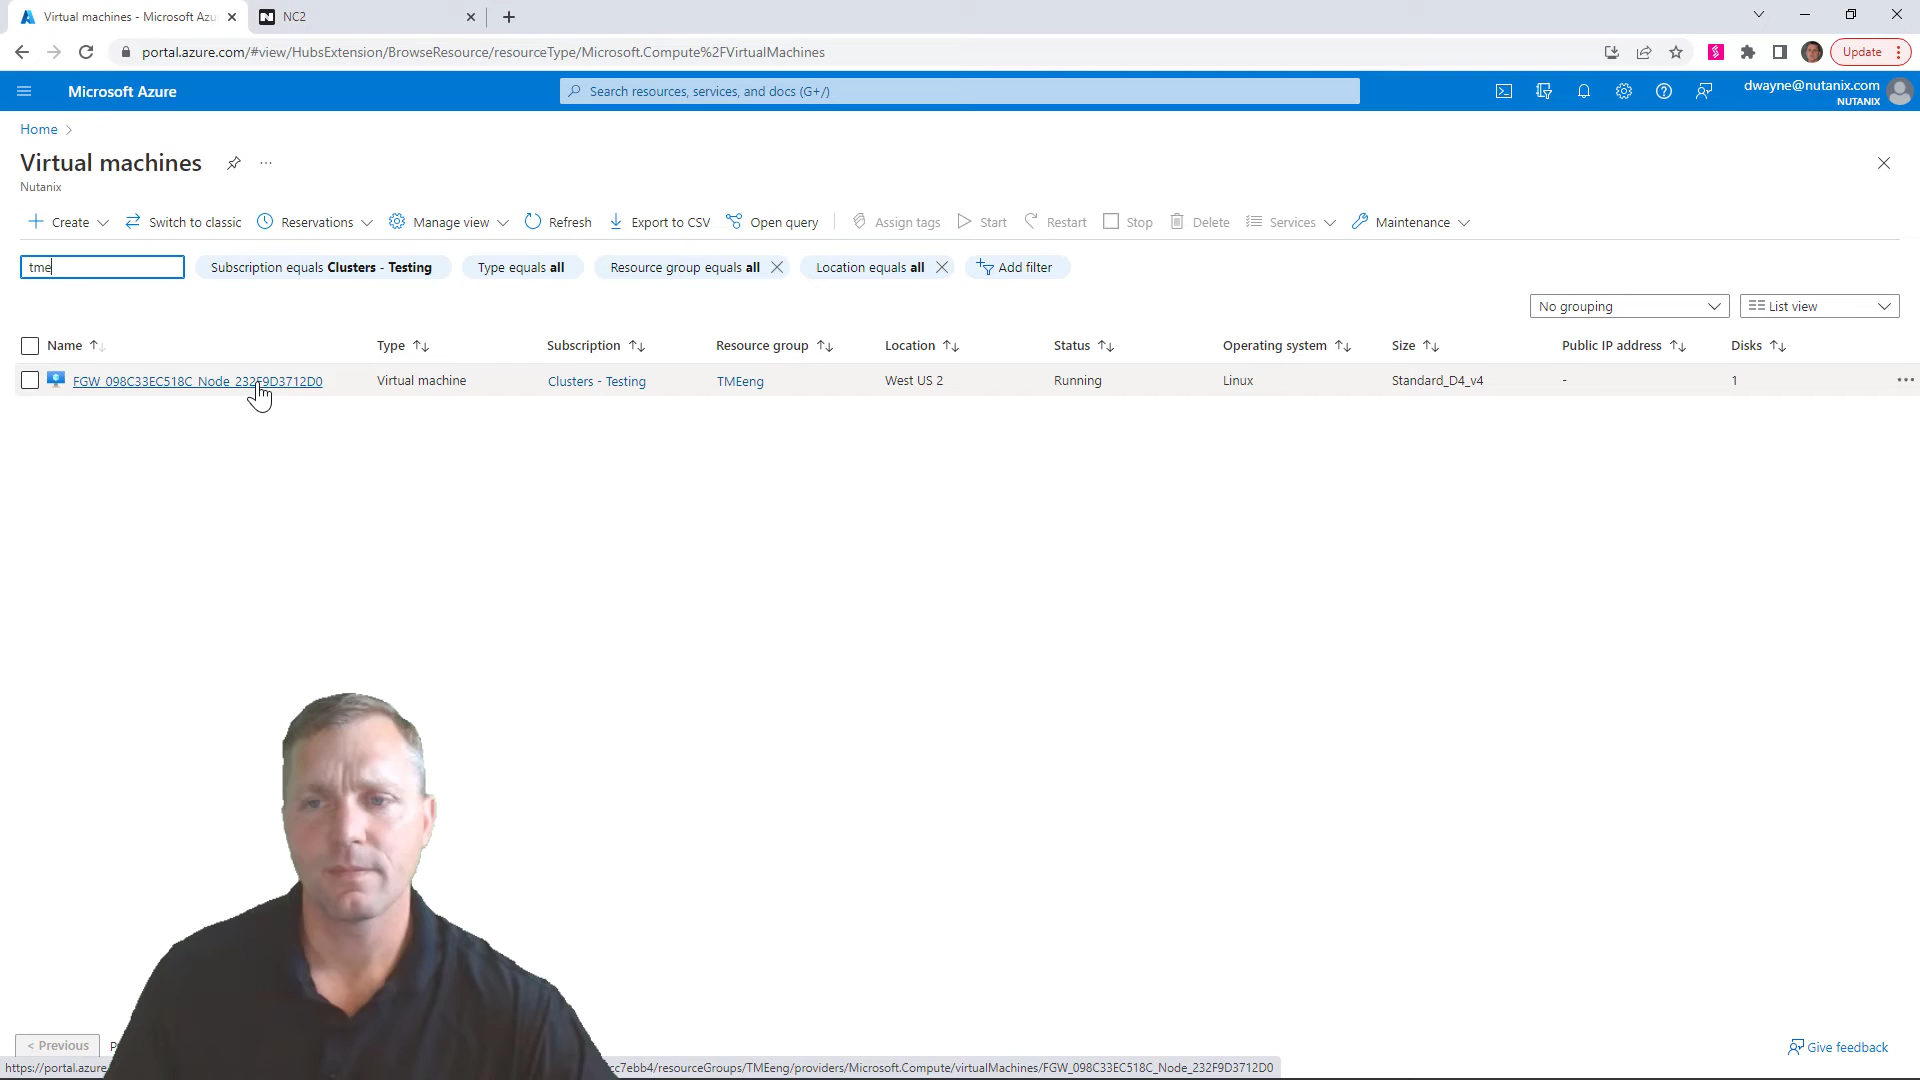 Virtual machines - Microsoft Azu
NC2
portal.azure.com/#view/HubsExtension/BrowseResource/resourceType/Microsoft.Compute%2FVirtualMachines
Update
Microsoft Azure
Search resources, services, and docs (G+/)
dwayne@nutanix.com
NUTANIX
Home
Virtual machines
Nutanix
Create
Switch to classic
Reservations
Manage view
Refresh
Export to CSV
Open query
Assign tags
Start
Restart
Stop
Delete
Services
Maintenance
tme
Subscription equals Clusters - Testing
Type equals all
Resource group equals all
Location equals all
Add filter
No grouping
List view
Name Type Subscription Resource group Location Status Operating system Size Public IP address Disks
FGW_098C33EC518C_Node_232F9D3712D0 Virtual machine Clusters - Testing TMEeng West US 2 Running Linux Standard_D4_v4 - 1
< Previous
Give feedback
https://portal.azure cc7ebb4/resourceGroups/TMEeng/providers/Microsoft.Compute/virtualMachines/FGW_098C33EC518C_Node_232F9D3712D0